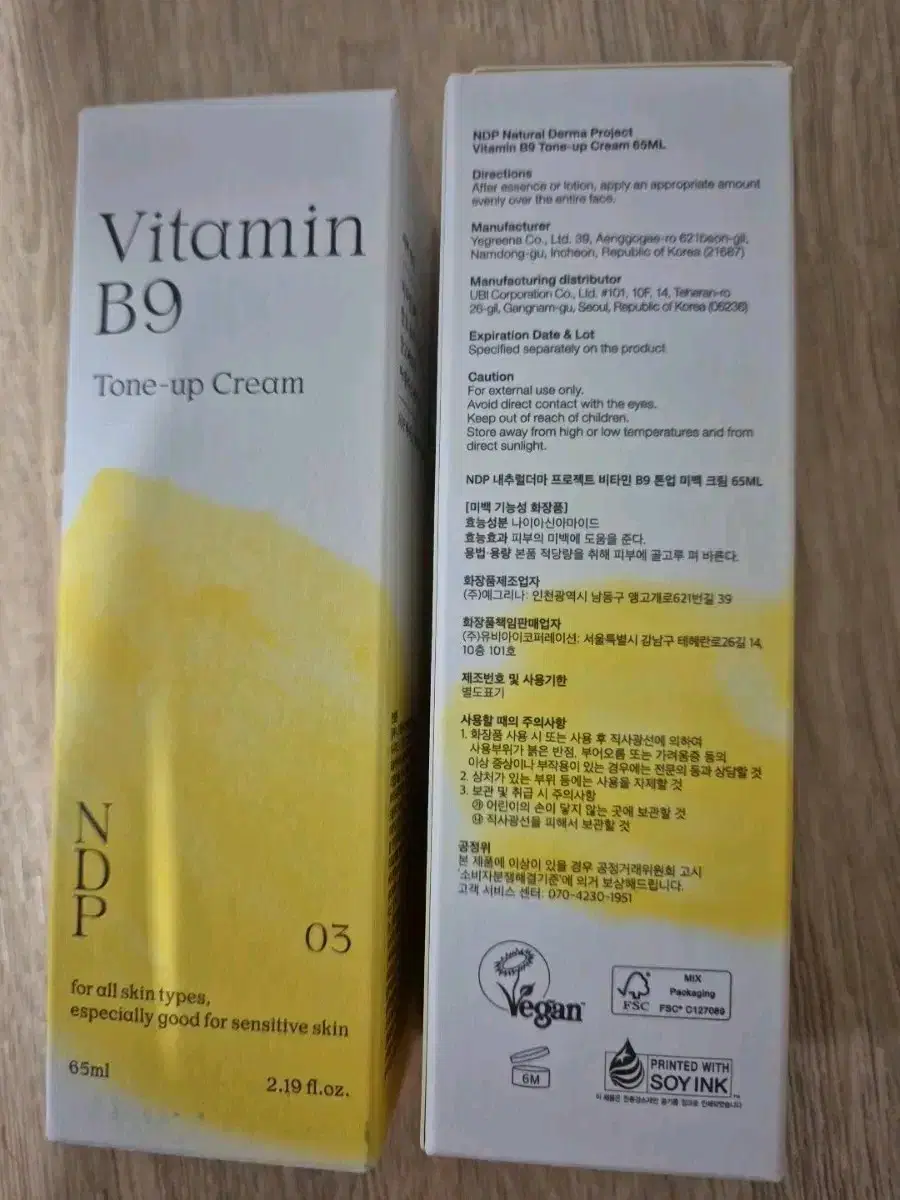 Vitamin
B9
Tone-up Cream
N
D
P
03
for all skin types,
especially good for sensitive skin
65ml
2.19 fl.oz.
NDP Natural Derma Project
Vitamin B9 Tone-up Cream 65ML
Directions
After essence or lotion, apply an appropriate amount
evenly over the entire face.
Manufacturer
Yegreena Co., Ltd. 39, Aenggogae-ro 621beon-gil,
Namdong-gu, Incheon, Republic of Korea (21687)
Manufacturing distributor
UBI Corporation Co., Ltd. #101, 10F, 14, Teheran-ro
26-gil, Gangnam-gu, Seoul, Republic of Korea (06236)
Expiration Date & Lot
Specified separately on the product
Caution
For external use only.
Avoid direct contact with the eyes.
Keep out of reach of children.
Store away from high or low temperatures and from
direct sunlight.
NDP 내추럴더마 프로젝트 비타민 B9 톤업 미백 크림 65ML
[미백 기능성 화장품]
효능성분 나이아신아마이드
효능효과 피부의 미백에 도움을 준다.
용법·용량 본품 적당량을 취해 피부에 골고루 펴 바른다.
화장품제조업자
(주)예그리나: 인천광역시 남동구 앵고개로621번길 39
화장품책임판매업자
(주)유비아이코퍼레이션: 서울특별시 강남구 테헤란로26길 14,
10층 101호
제조번호 및 사용기한
별도표기
사용할 때의 주의사항
1. 화장품 사용 시 또는 사용 후 직사광선에 의하여
사용부위가 붉은 반점, 부어오름 또는 가려움증 등의
이상 증상이나 부작용이 있는 경우에는 전문의 등과 상담할 것
2. 상처가 있는 부위 등에는 사용을 자제할 것
3. 보관 및 취급 시 주의사항
㉮ 어린이의 손이 닿지 않는 곳에 보관할 것
㉯ 직사광선을 피해서 보관할 것
공정위
본 제품에 이상이 있을 경우 공정거래위원회 고시
'소비자분쟁해결기준'에 의거 보상해드립니다.
고객 서비스 센터: 070-4230-1951
Vegan
FSC
MIX
Packaging
FSC® C127089
6M
PRINTED WITH
SOY INK™